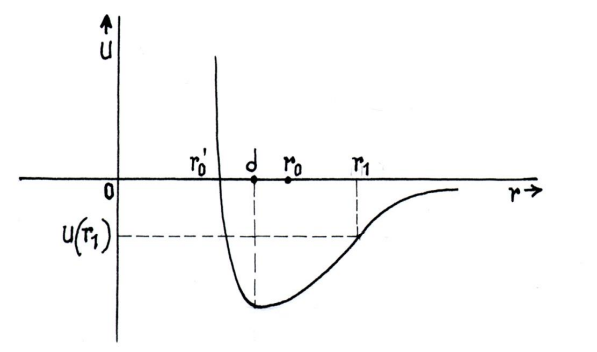 U
r₀' d r₀ r₁
0 r
U(r₁)